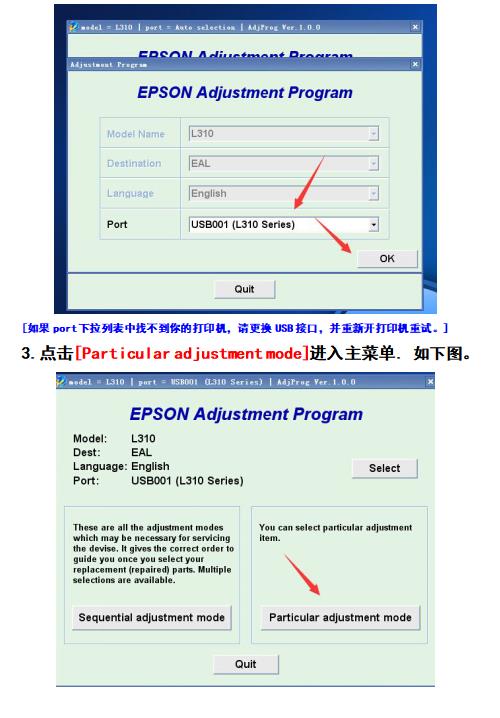 model = L310 | port = Auto selection | AdjProg Ver.1.0.0
EPSON Adjustment Program
Adjustment Program
EPSON Adjustment Program
Model Name L310
Destination EAL
Language English
Port USB001 (L310 Series)
OK
Quit
[如果port下拉列表中找不到你的打印机，请更换USB接口，并重新开打印机重试。]
3.点击[Particular adjustment mode]进入主菜单. 如下图。
model = L310 | port = USB001 (L310 Series) | AdjProg Ver.1.0.0
EPSON Adjustment Program
Model: L310
Dest: EAL
Language: English
Port: USB001 (L310 Series)
Select
These are all the adjustment modes
which may be necessary for servicing
the devise. It gives the correct order to
guide you once you select your
replacement (repaired) parts. Multiple
selections are available.
Sequential adjustment mode
You can select particular adjustment
item.
Particular adjustment mode
Quit